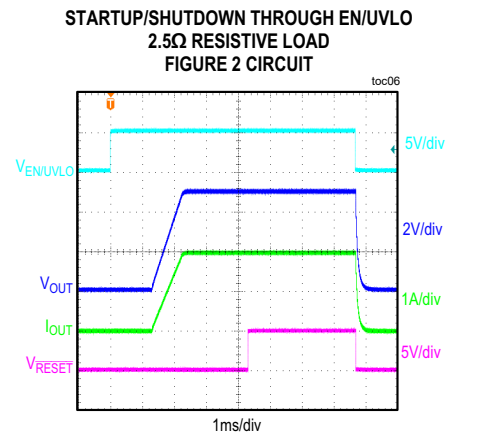 STARTUP/SHUTDOWN THROUGH EN/UVLO
2.5Ω RESISTIVE LOAD
FIGURE 2 CIRCUIT
toc06
T
5V/div
VEN/UVLO
2V/div
VOUT
1A/div
IOUT
5V/div
VRESET
1ms/div